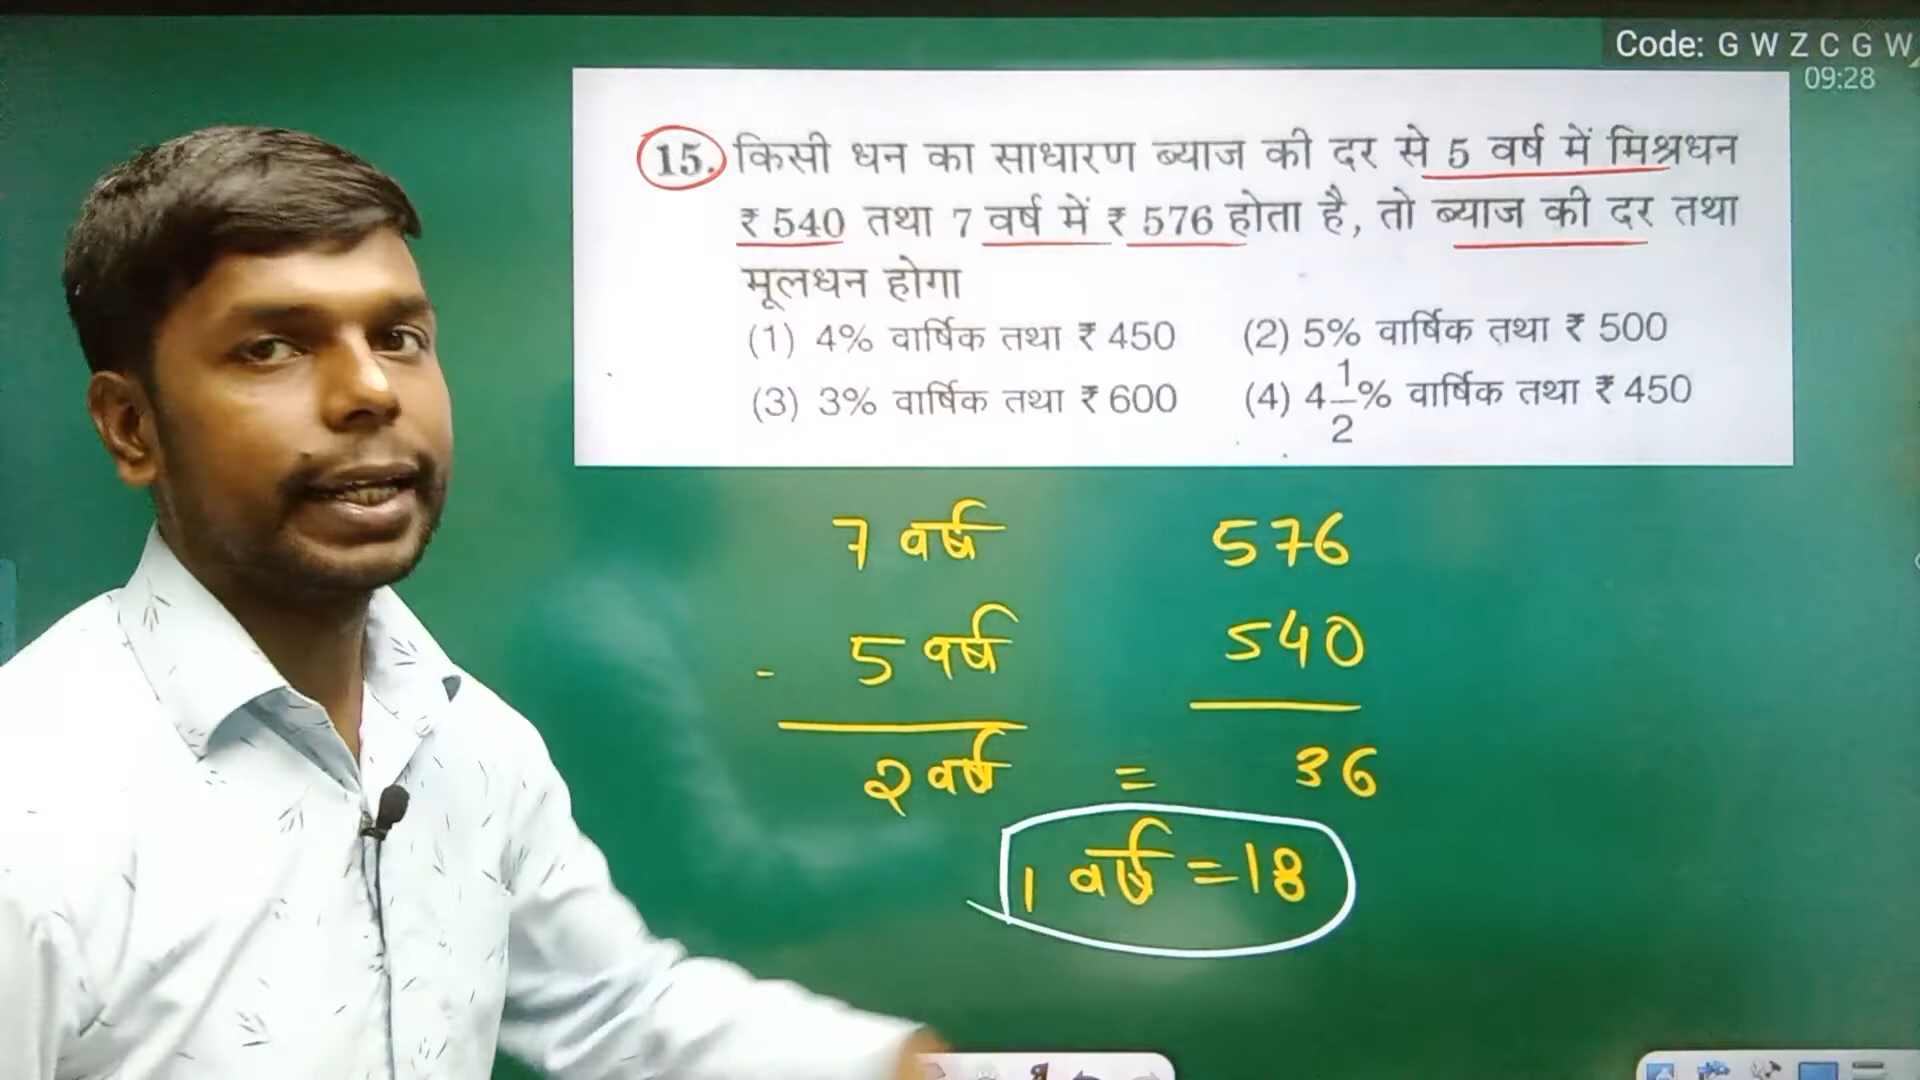 Code: G W Z C G W
09:28
15. किसी धन का साधारण ब्याज की दर से 5 वर्ष में मिश्रधन
₹ 540 तथा 7 वर्ष में ₹ 576 होता है, तो ब्याज की दर तथा
मूलधन होगा
(1) 4% वार्षिक तथा ₹ 450 (2) 5% वार्षिक तथा ₹ 500
(3) 3% वार्षिक तथा ₹ 600 (4) 4 1/2% वार्षिक तथा ₹ 450
7 वर्ष 576
- 5 वर्ष 540
2 वर्ष = 36
1 वर्ष = 18